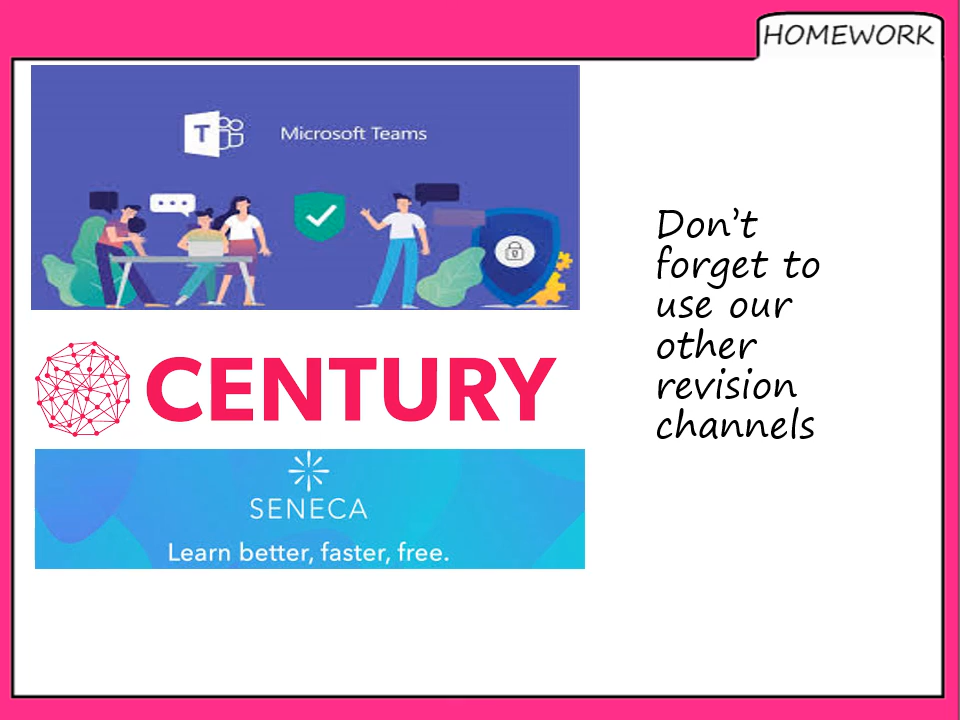 HOMEWORK
T
Microsoft Teams
Don't
forget to
use our
other
revision
channels
CENTURY
SENECA
Learn better, faster, free.